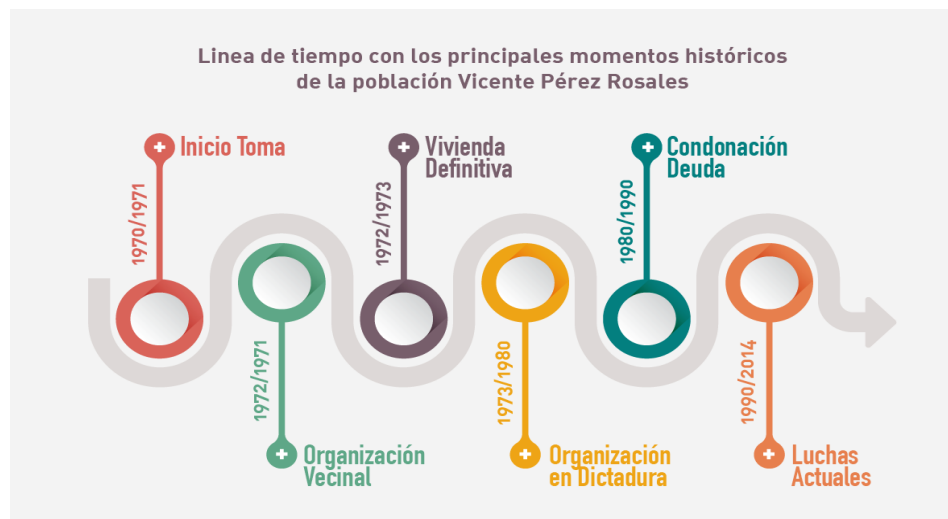 Linea de tiempo con los principales momentos históricos
de la población Vicente Pérez Rosales
1970/1971
Inicio Toma
1972/1971
Organización
Vecinal
1972/1973
Vivienda
Definitiva
1973/1980
Organización
en Dictadura
1980/1990
Condonación
Deuda
1990/2014
Luchas
Actuales